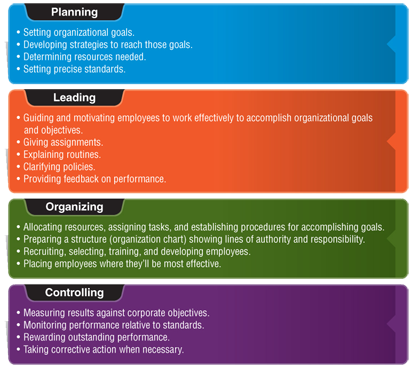 Planning
• Setting organizational goals.
• Developing strategies to reach those goals.
• Determining resources needed.
• Setting precise standards.
Leading
• Guiding and motivating employees to work effectively to accomplish organizational goals
and objectives.
• Giving assignments.
• Explaining routines.
• Clarifying policies.
• Providing feedback on performance.
Organizing
• Allocating resources, assigning tasks, and establishing procedures for accomplishing goals.
• Preparing a structure (organization chart) showing lines of authority and responsibility.
• Recruiting, selecting, training, and developing employees.
• Placing employees where they'll be most effective.
Controlling
• Measuring results against corporate objectives.
• Monitoring performance relative to standards.
• Rewarding outstanding performance.
• Taking corrective action when necessary.